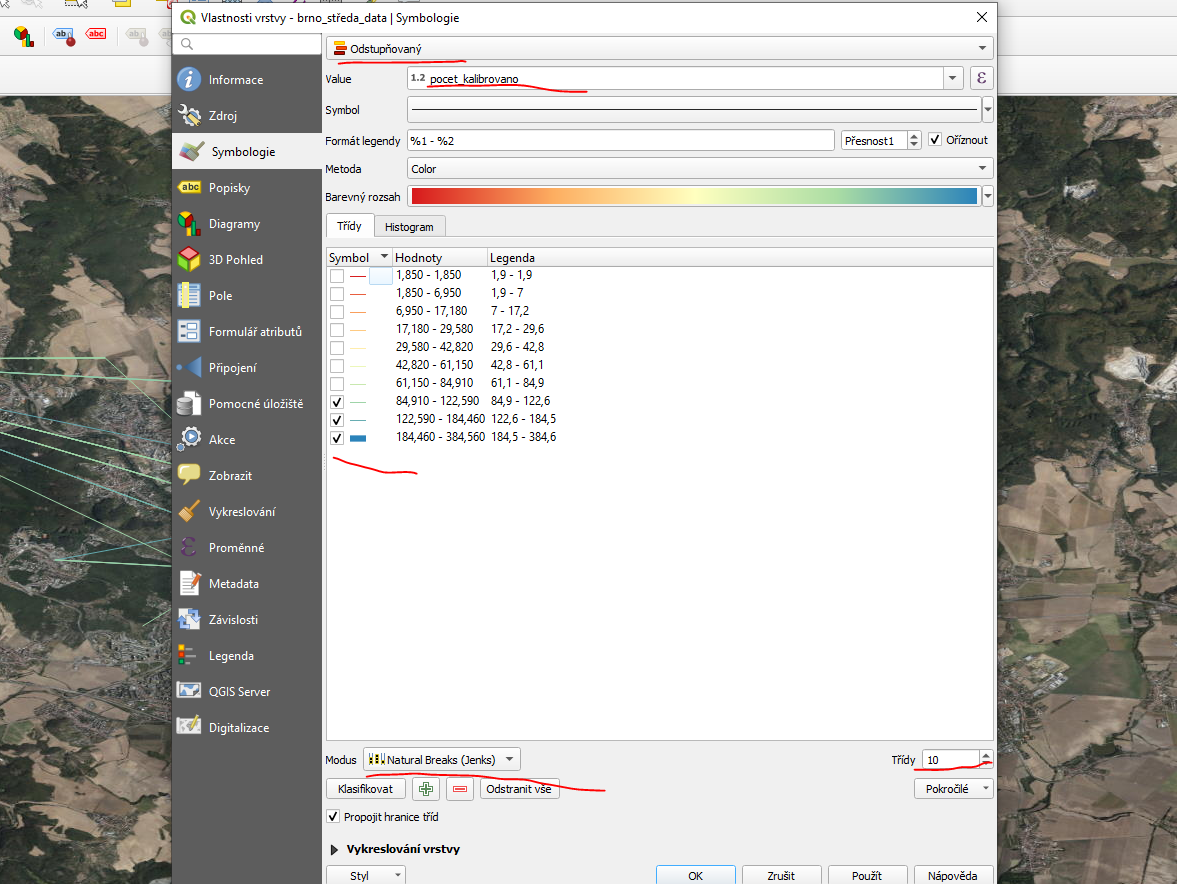 Vlastnosti vrstvy - brno_středa_data | Symbologie
abc
abc
Odstupňovaný
Informace
Zdroj
Symbologie
abc Popisky
Diagramy
3D Pohled
Pole
Formulář atributů
Připojení
Pomocné úložiště
Akce
Zobrazit
Vykreslování
Proměnné
Metadata
Závislosti
Legenda
QGIS Server
Digitalizace
Value 1.2 pocet_kalibrovano ε
Symbol
Formát legendy %1 - %2 Přesnost1 Oříznout
Metoda Color
Barevný rozsah
Třídy Histogram
Symbol Hodnoty Legenda
1,850 - 1,850 1,9 - 1,9
1,850 - 6,950 1,9 - 7
6,950 - 17,180 7 - 17,2
17,180 - 29,580 17,2 - 29,6
29,580 - 42,820 29,6 - 42,8
42,820 - 61,150 42,8 - 61,1
61,150 - 84,910 61,1 - 84,9
84,910 - 122,590 84,9 - 122,6
122,590 - 184,460 122,6 - 184,5
184,460 - 384,560 184,5 - 384,6
Modus Natural Breaks (Jenks) Třídy 10
Klasifikovat Odstranit vše Pokročilé
Propojit hranice tříd
Vykreslování vrstvy
Styl OK Zrušit Použít Nápověda